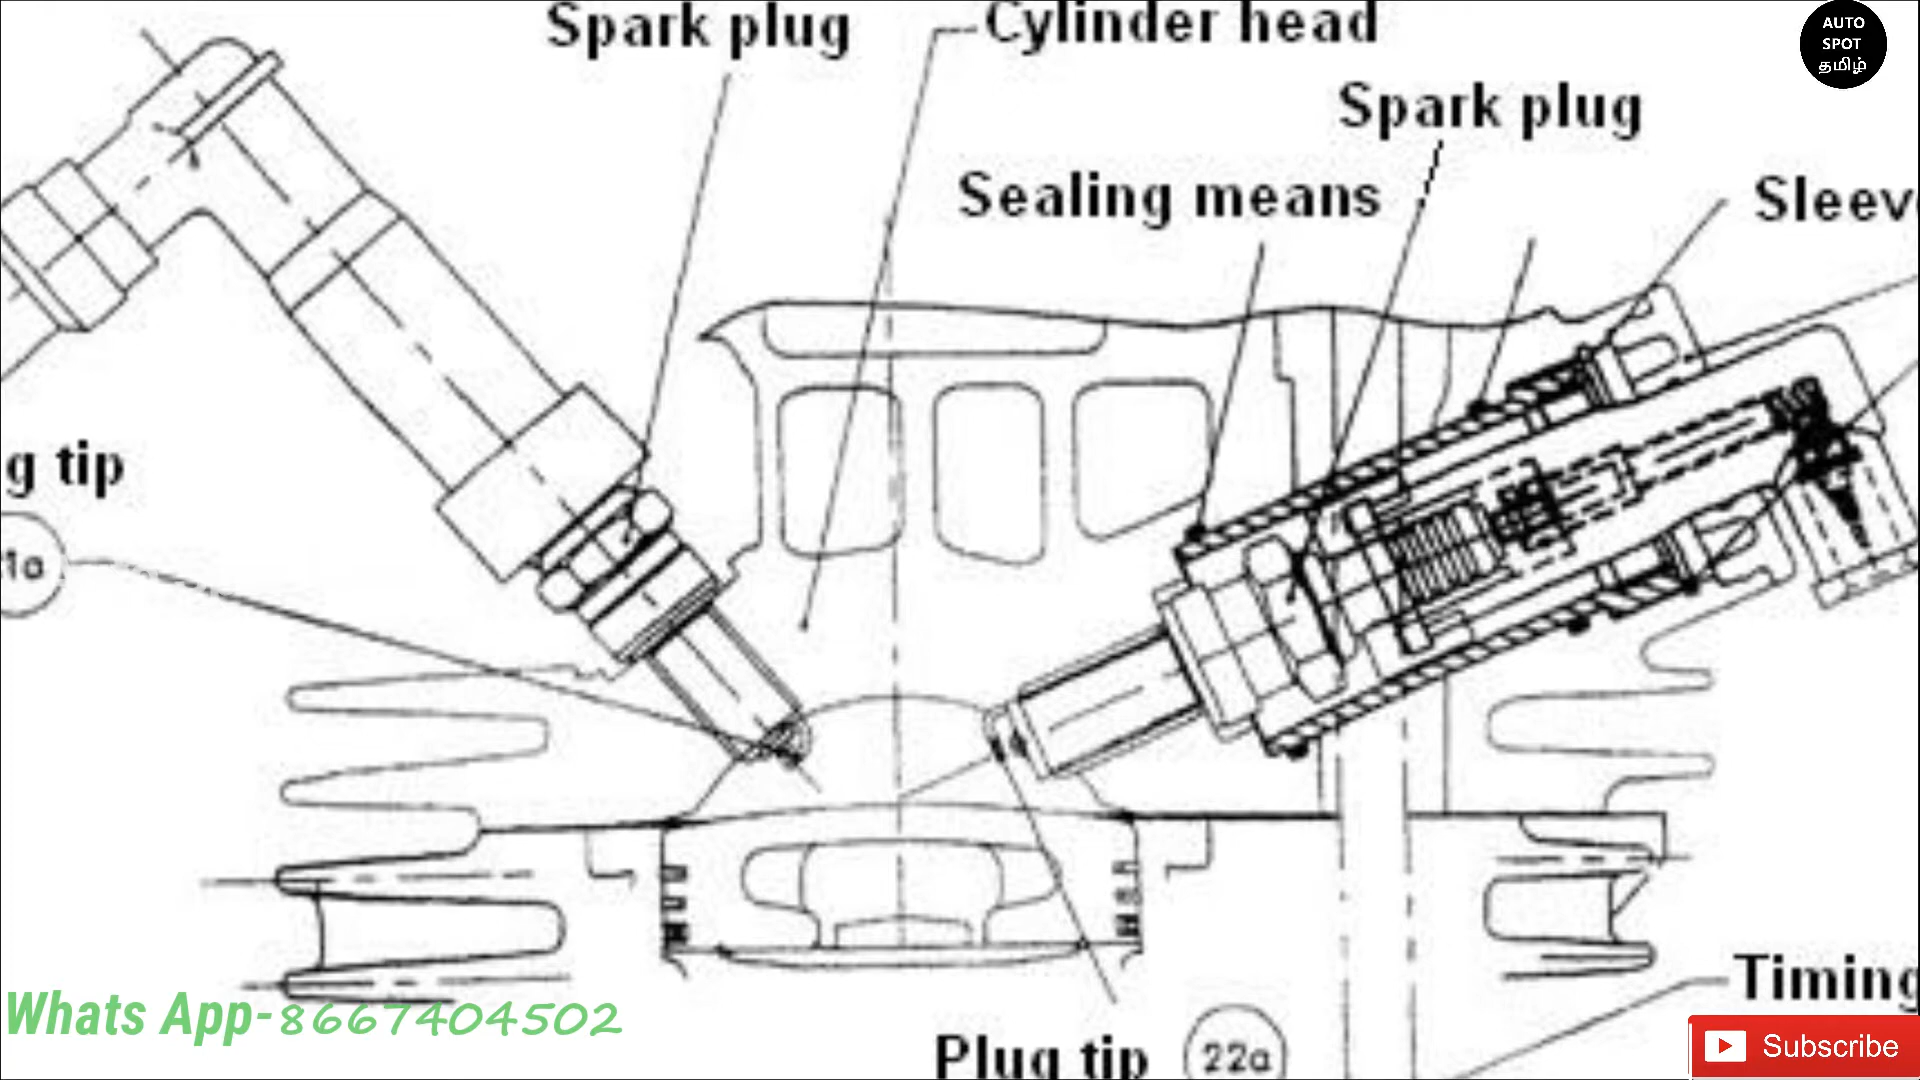 Spark plug
Cylinder head
AUTO
SPOT
தமிழ்
Spark plug
Sealing means
Sleev
g tip
1a
Timing
Whats App-8667404502
Plug tip
22a
Subscribe